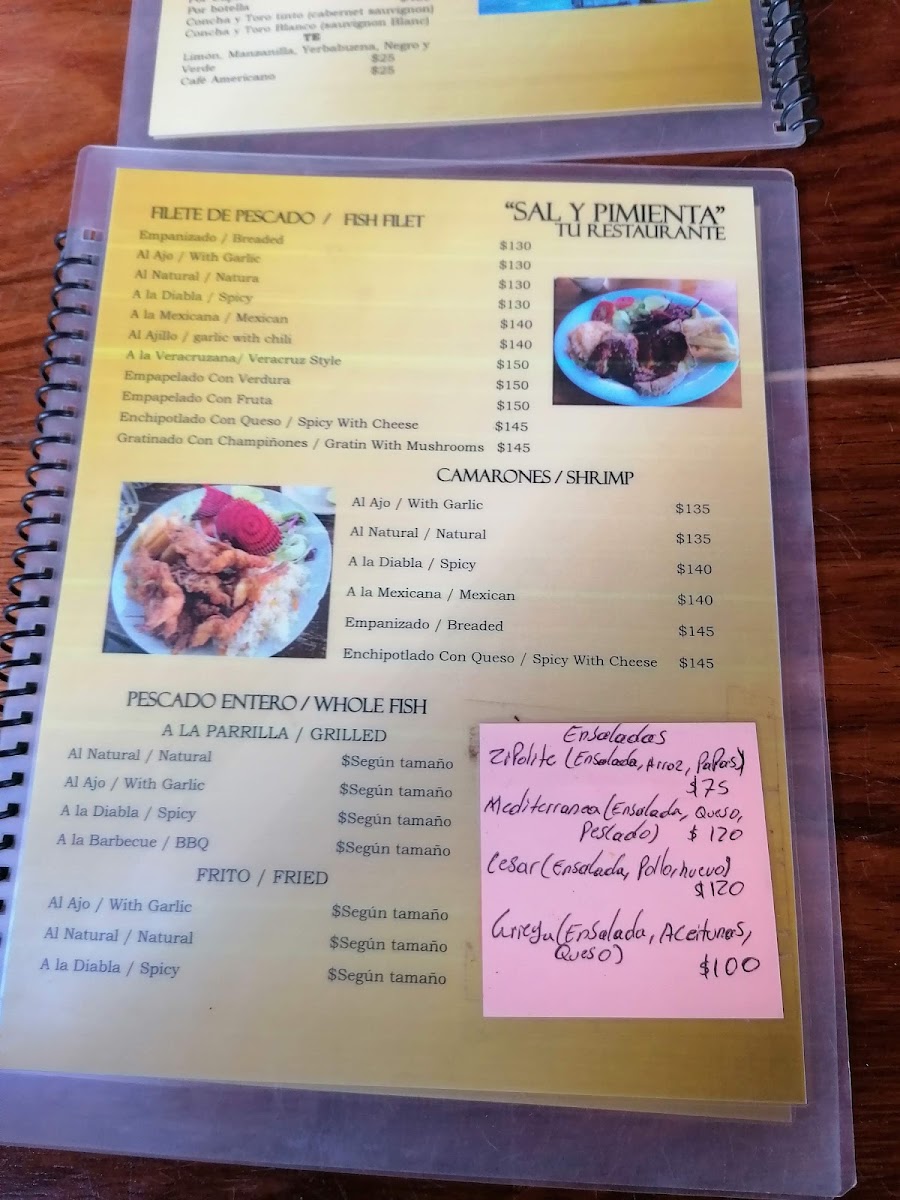 Por botella
Concha y Toro tinto (cabernet sauvignon)
Concha y Toro Blanco (sauvignon Blanc)
TE
Limón, Manzanilla, Yerbabuena, Negro y
Verde $25
Café Americano $25
FILETE DE PESCADO / FISH FILET
"SAL Y PIMIENTA"
TU RESTAURANTE
Empanizado / Breaded $130
Al Ajo / With Garlic $130
Al Natural / Natura $130
A la Diabla / Spicy $130
A la Mexicana / Mexican $140
Al Ajillo / garlic with chili $140
A la Veracruzana/ Veracruz Style $150
Empapelado Con Verdura $150
Empapelado Con Fruta $150
Enchipotlado Con Queso / Spicy With Cheese $145
Gratinado Con Champiñones / Gratin With Mushrooms $145
CAMARONES / SHRIMP
Al Ajo / With Garlic $135
Al Natural / Natural $135
A la Diabla / Spicy $140
A la Mexicana / Mexican $140
Empanizado / Breaded $145
Enchipotlado Con Queso / Spicy With Cheese $145
PESCADO ENTERO / WHOLE FISH
A LA PARRILLA / GRILLED
Al Natural / Natural $Según tamaño
Al Ajo / With Garlic $Según tamaño
A la Diabla / Spicy $Según tamaño
A la Barbecue / BBQ $Según tamaño
FRITO / FRIED
Al Ajo / With Garlic $Según tamaño
Al Natural / Natural $Según tamaño
A la Diabla / Spicy $Según tamaño
Ensaladas
Zipolite (Ensalada, Arroz, Papas)
$75
Mediterranea (Ensalada, Queso,
Pescado) $ 120
Cesar (Ensalada, Pollo, huevo)
$120
Griega (Ensalada, Aceitunas,
Queso)
$100